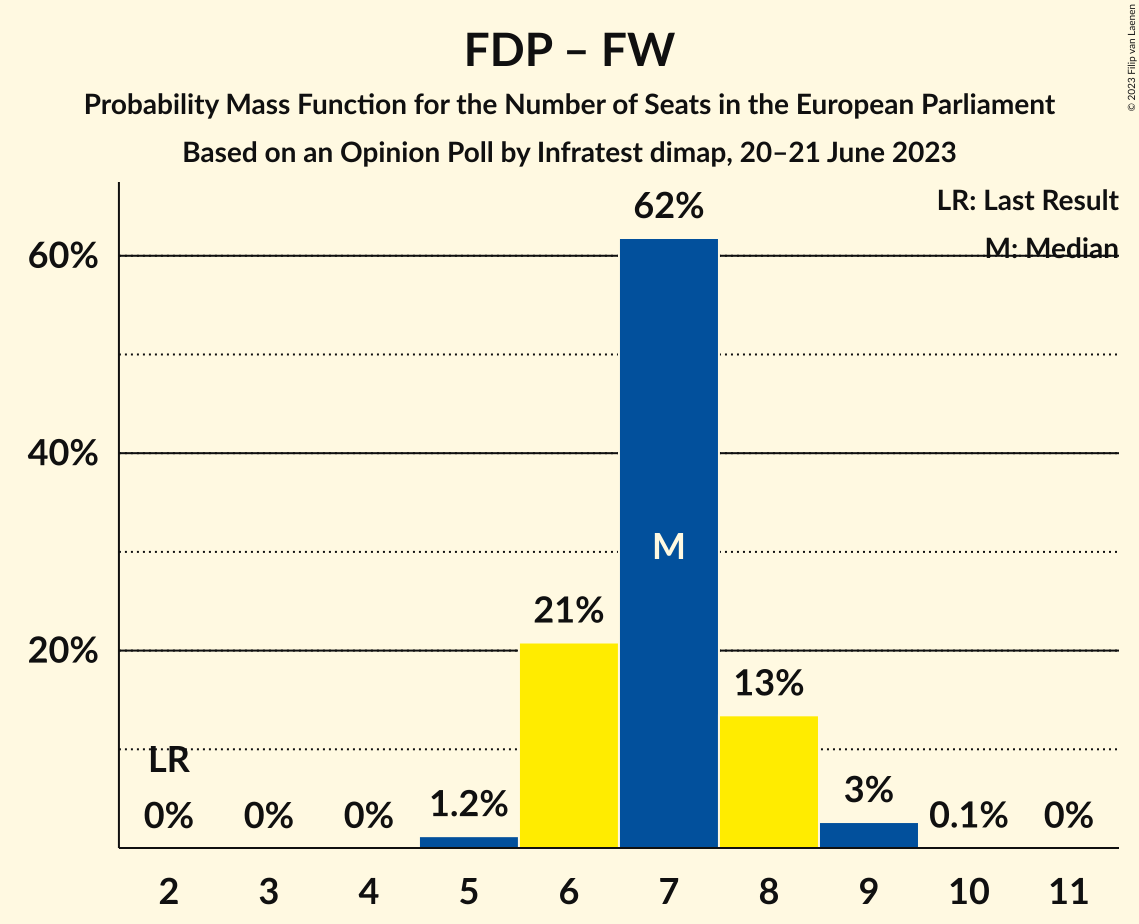 FDP – FW
Probability Mass Function for the Number of Seats in the European Parliament
Based on an Opinion Poll by Infratest dimap, 20–21 June 2023
© 2023 Filip van Laenen
LR: Last Result
M: Median
62%
60%
40%
M
21%
20%
13%
LR
0%
0%
0%
1.2%
3%
0.1%
0%
2 3 4 5 6 7 8 9 10 11